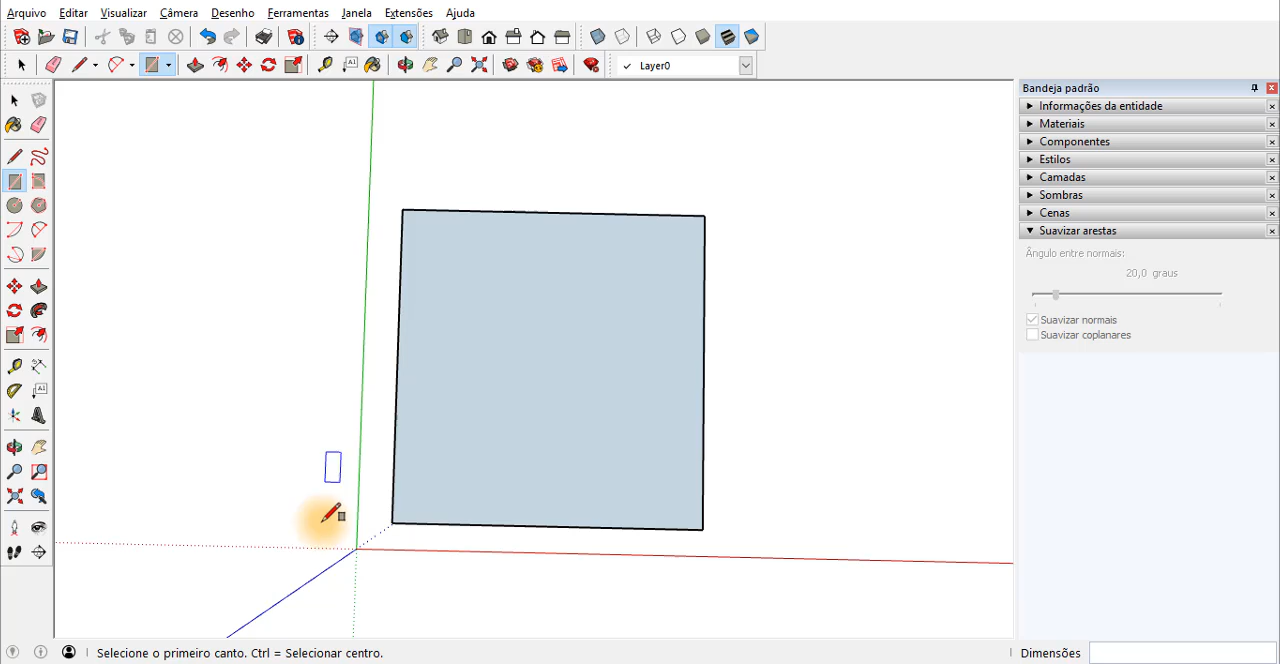 Arquivo Editar Visualizar Câmera Desenho Ferramentas Janela Extensões Ajuda
Layer0
Bandeja padrão
Informações da entidade
Materiais
Componentes
Estilos
Camadas
Sombras
Cenas
Suavizar arestas
Ângulo entre normais:
20,0 graus
Suavizar normais
Suavizar coplanares
Selecione o primeiro canto. Ctrl = Selecionar centro.
Dimensões